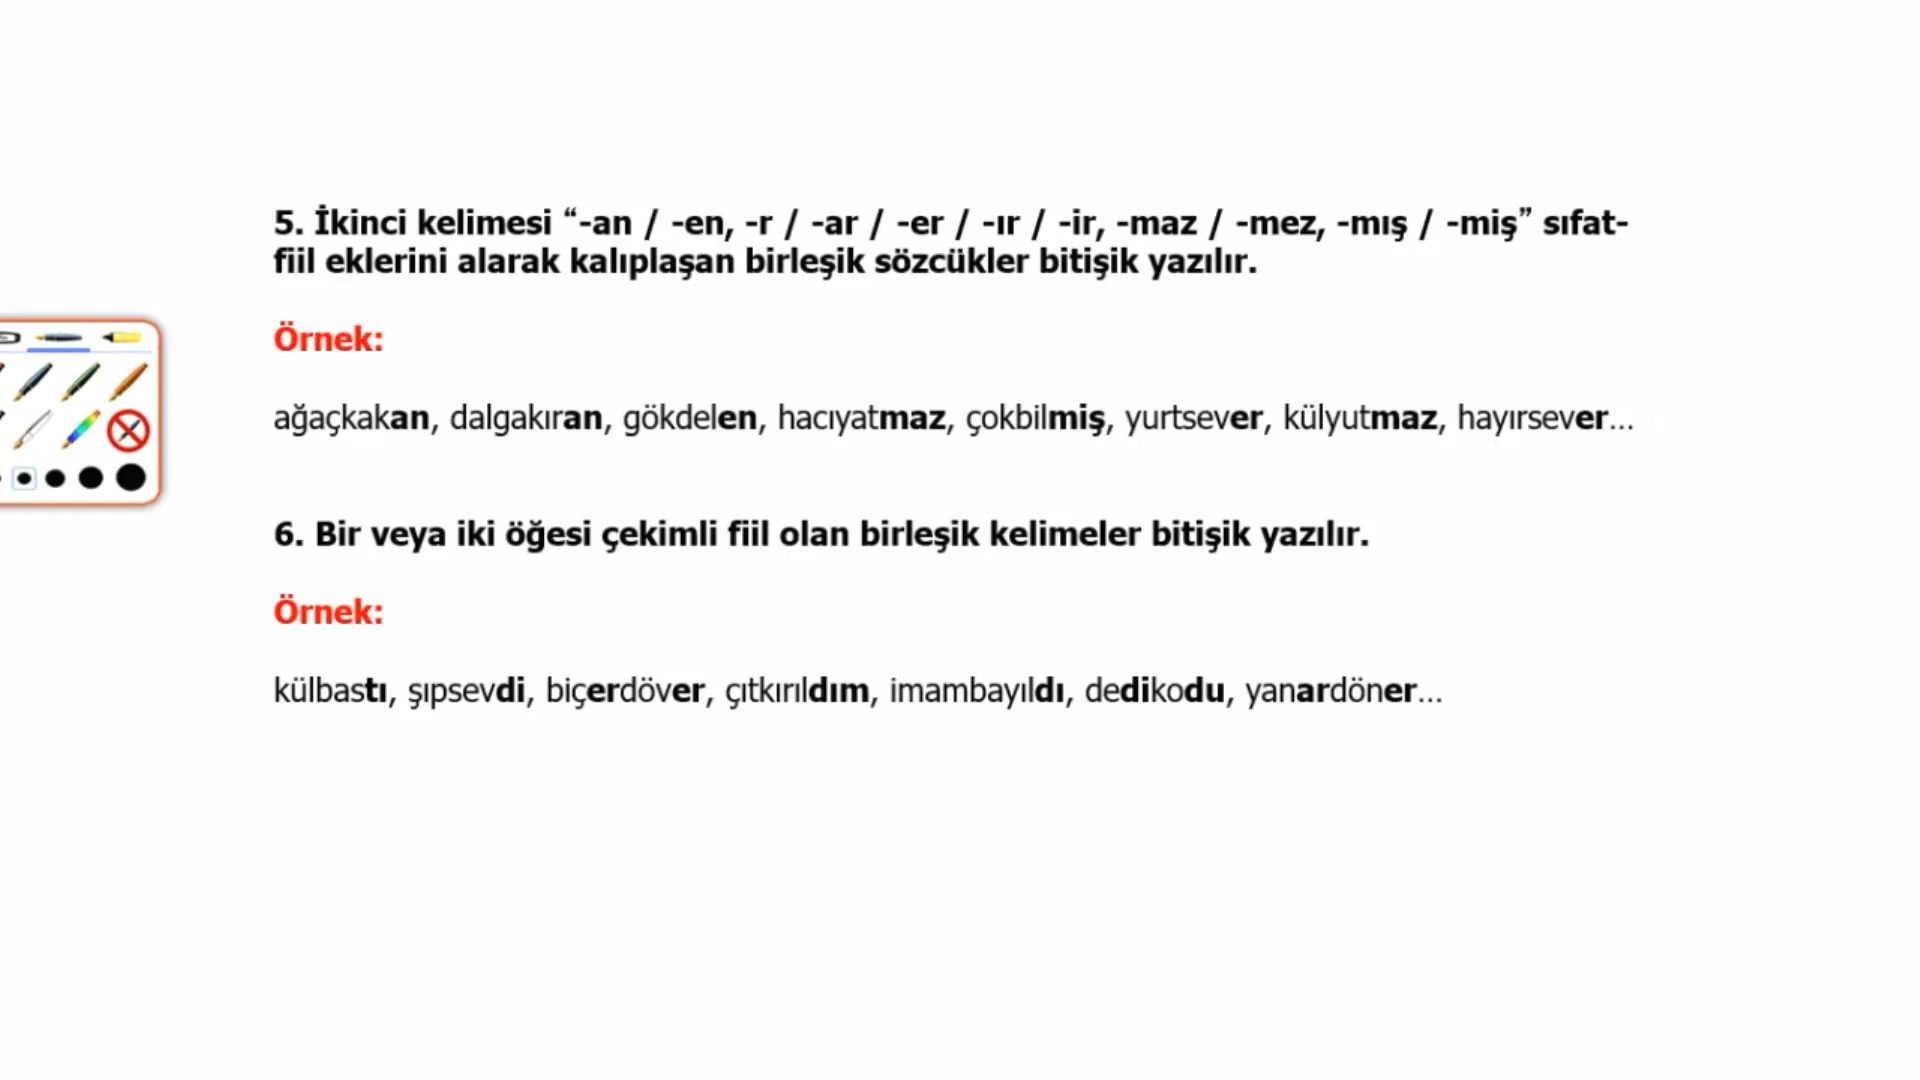 5. İkinci kelimesi “-an / -en, -r / -ar / -er / -ır / -ir, -maz / -mez, -mış / -miş” sıfat-
fiil eklerini alarak kalıplaşan birleşik sözcükler bitişik yazılır.
Örnek:
ağaçkakan, dalgakıran, gökdelen, hacıyatmaz, çokbilmiş, yurtsever, külyutmaz, hayırsever...
6. Bir veya iki öğesi çekimli fiil olan birleşik kelimeler bitişik yazılır.
Örnek:
külbastı, şıpsevdi, biçerdöver, çıtkırıldım, imambayıldı, dedikodu, yanardöner...